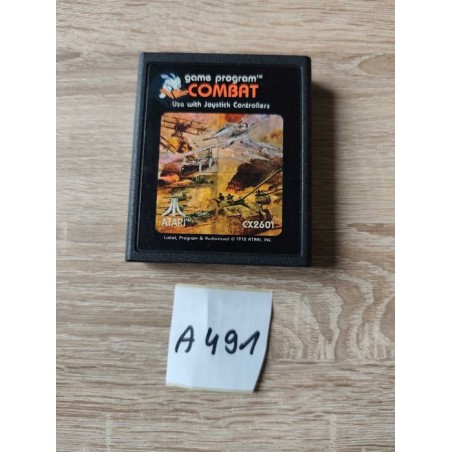 game program™
COMBAT
Use with Joystick Controllers
ATARI
CX2601
Label, Program & Audiovisual © 1978 ATARI, INC.
A 491